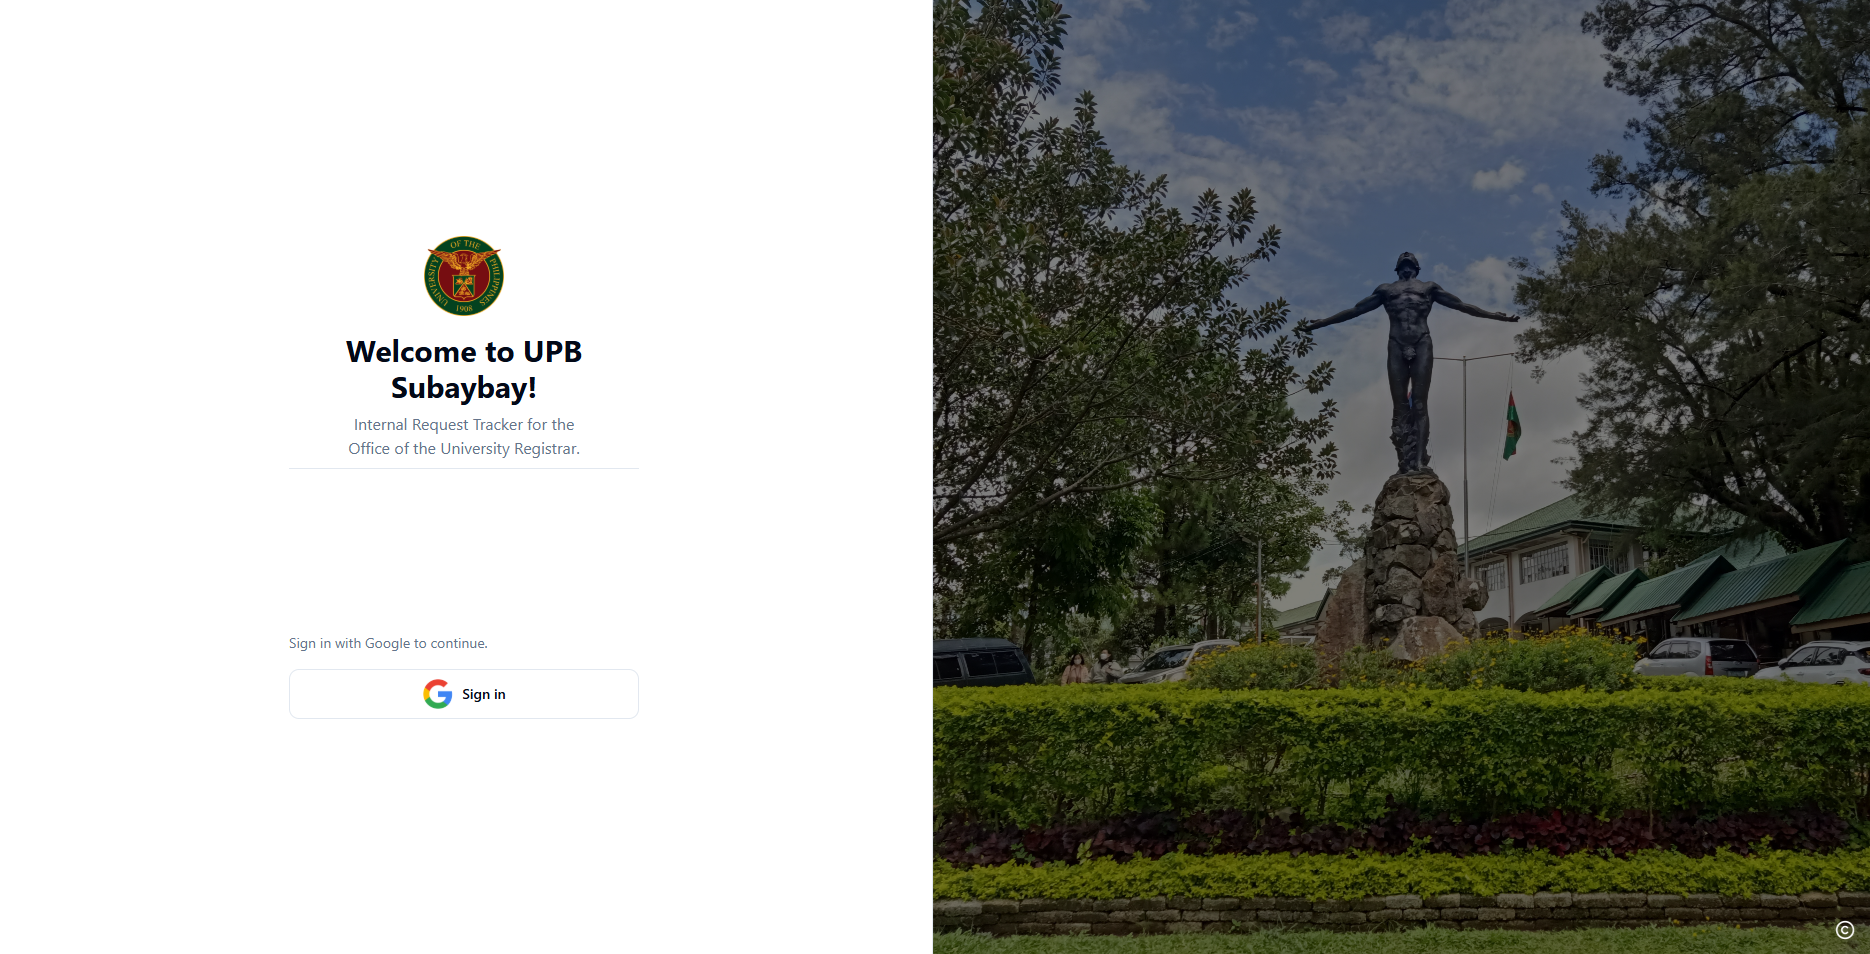 UNIVERSITY OF THE PHILIPPINES
1908
Welcome to UPB
Subaybay!
Internal Request Tracker for the
Office of the University Registrar.
Sign in with Google to continue.
G Sign in
©